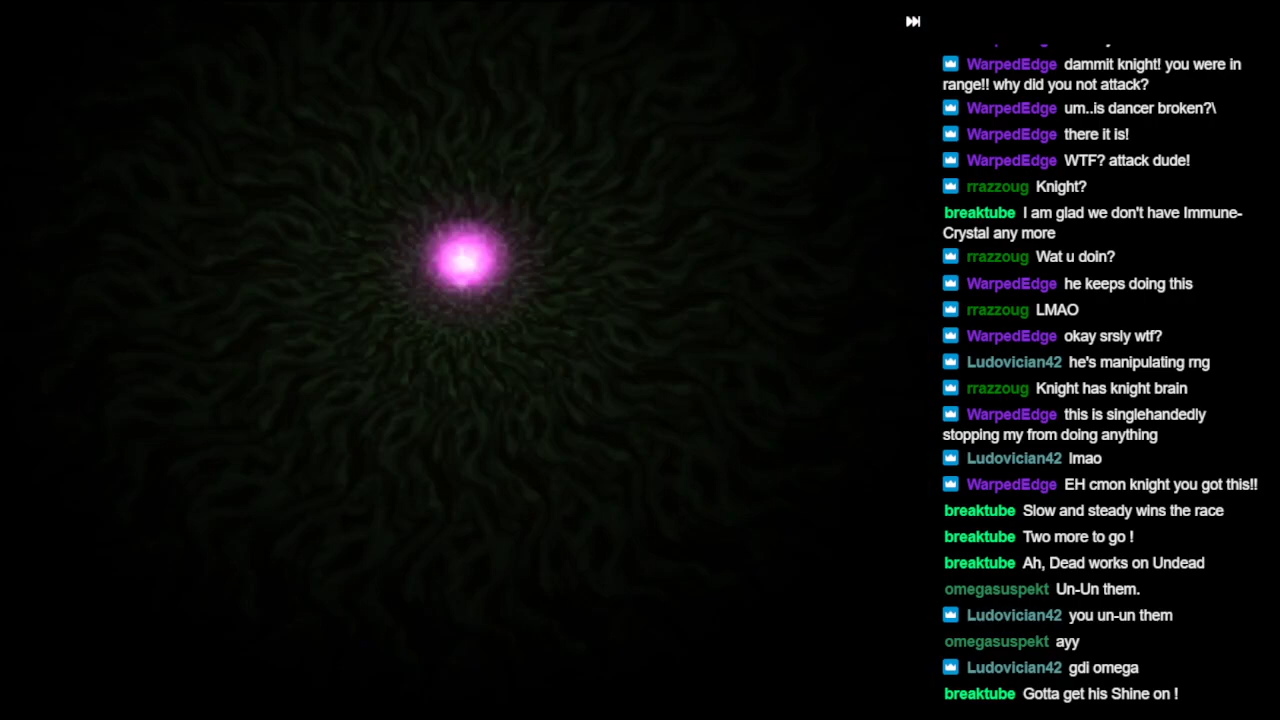 WarpedEdge dammit knight! you were in
range!! why did you not attack?
WarpedEdge um..is dancer broken?\
WarpedEdge there it is!
WarpedEdge WTF? attack dude!
rrazzoug Knight?
breaktube I am glad we don't have Immune-
Crystal any more
rrazzoug Wat u doin?
WarpedEdge he keeps doing this
rrazzoug LMAO
WarpedEdge okay srsly wtf?
Ludovician42 he's manipulating rng
rrazzoug Knight has knight brain
WarpedEdge this is singlehandedly
stopping my from doing anything
Ludovician42 lmao
WarpedEdge EH cmon knight you got this!!
breaktube Slow and steady wins the race
breaktube Two more to go !
breaktube Ah, Dead works on Undead
omegasuspekt Un-Un them.
Ludovician42 you un-un them
omegasuspekt ayy
Ludovician42 gdi omega
breaktube Gotta get his Shine on !